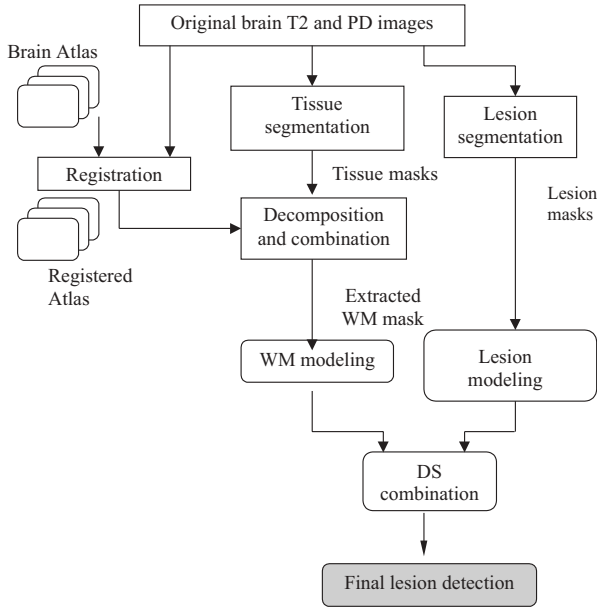 Original brain T2 and PD images
Brain Atlas
Tissue
segmentation
Lesion
segmentation
Registration
Tissue masks
Lesion
masks
Decomposition
and combination
Registered
Atlas
Extracted
WM mask
WM modeling
Lesion
modeling
DS
combination
Final lesion detection